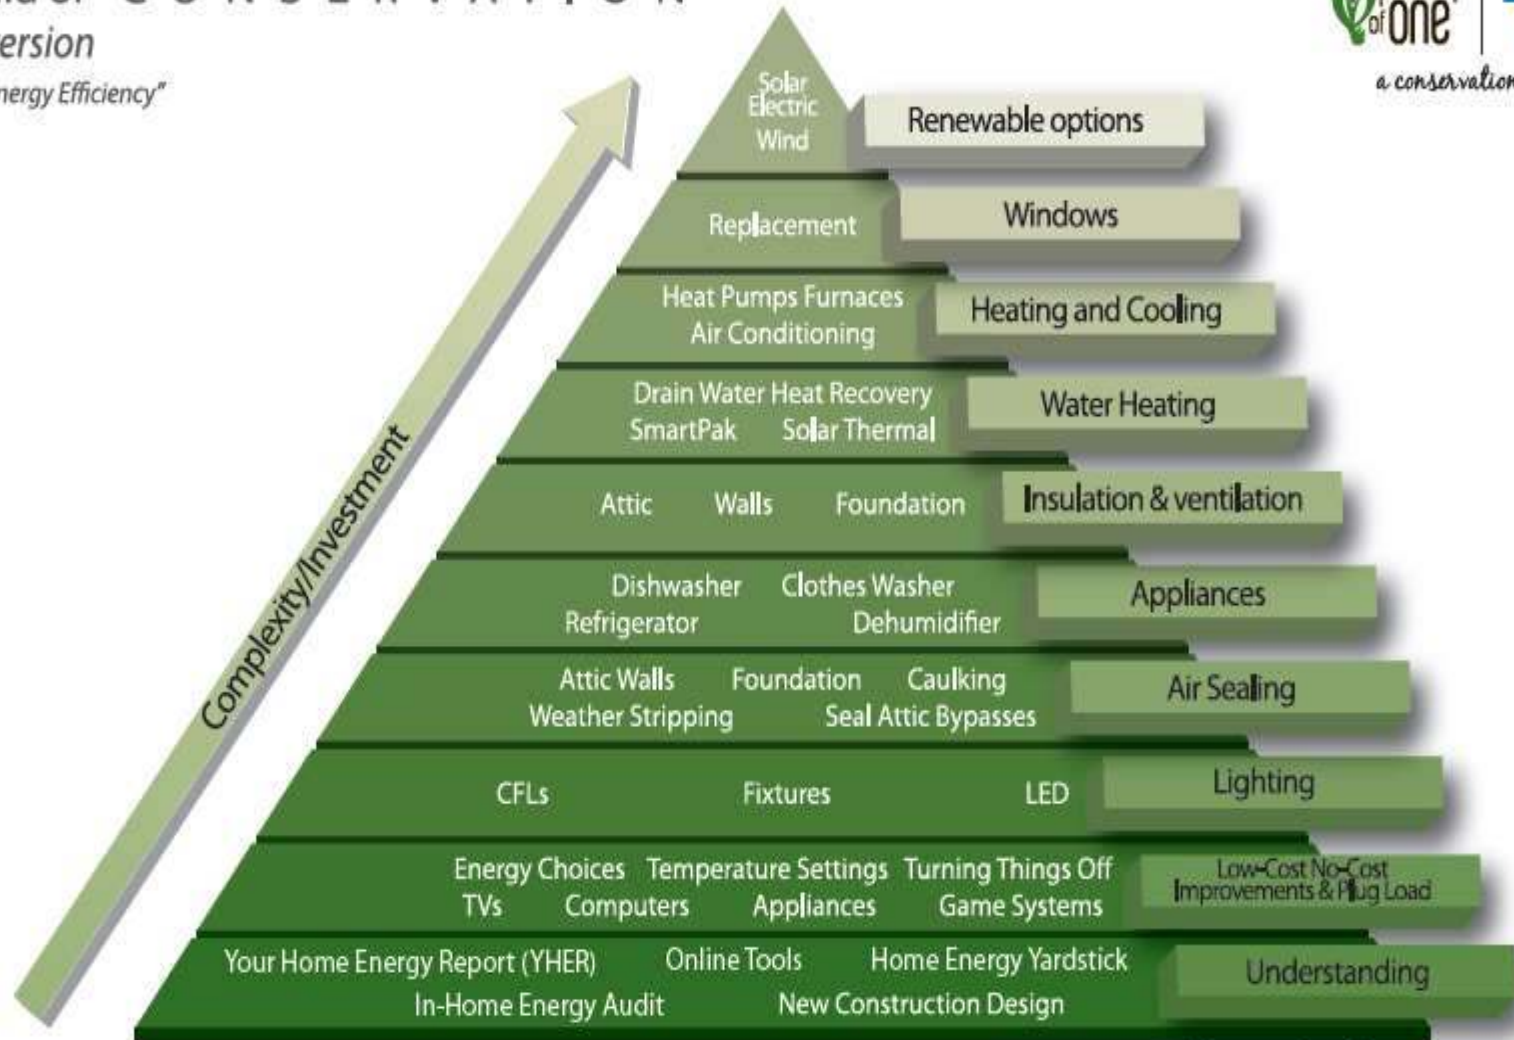 CONSERVATION
ersion
nergy Efficiency"
of one
a conservation
Complexity/Investment
Solar
Electric
Wind
Renewable options
Replacement
Windows
Heat Pumps Furnaces
Air Conditioning
Heating and Cooling
Drain Water Heat Recovery
SmartPak Solar Thermal
Water Heating
Attic Walls Foundation
Insulation & ventilation
Dishwasher Clothes Washer
Refrigerator Dehumidifier
Appliances
Attic Walls Foundation Caulking
Weather Stripping Seal Attic Bypasses
Air Sealing
CFLs Fixtures LED
Lighting
Energy Choices Temperature Settings Turning Things Off
TVs Computers Appliances Game Systems
Low-Cost No-Cost
Improvements & Plug Load
Your Home Energy Report (YHER) Online Tools Home Energy Yardstick
In-Home Energy Audit New Construction Design
Understanding